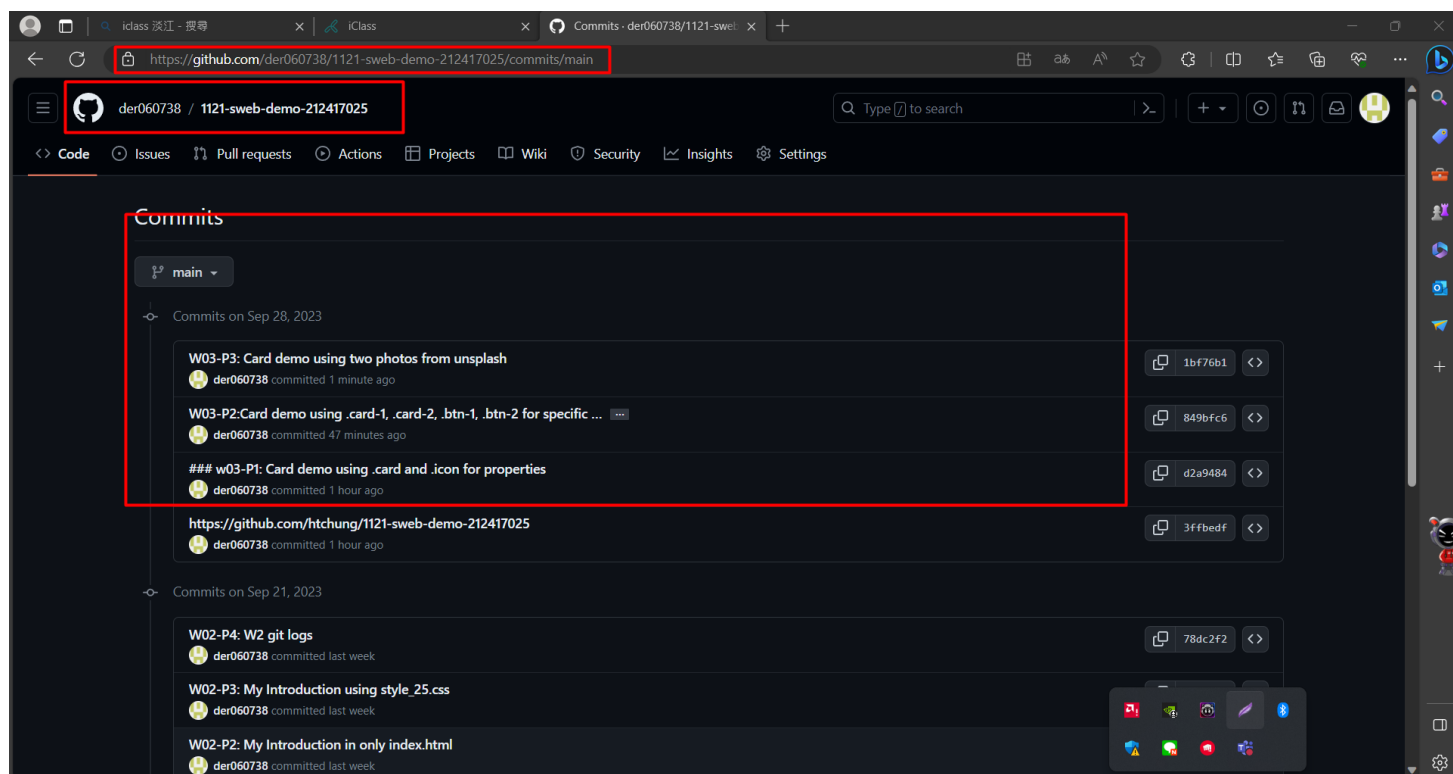 iclass 淡江 - 搜尋
iClass
Commits · der060738/1121-sweb
https://github.com/der060738/1121-sweb-demo-212417025/commits/main
der060738 / 1121-sweb-demo-212417025
Type / to search
Code
Issues
Pull requests
Actions
Projects
Wiki
Security
Insights
Settings
Commits
main
Commits on Sep 28, 2023
W03-P3: Card demo using two photos from unsplash
der060738 committed 1 minute ago
1bf76b1
W03-P2:Card demo using .card-1, .card-2, .btn-1, .btn-2 for specific ...
der060738 committed 47 minutes ago
849bfc6
### w03-P1: Card demo using .card and .icon for properties
der060738 committed 1 hour ago
d2a9484
https://github.com/htchung/1121-sweb-demo-212417025
der060738 committed 1 hour ago
3ffbedf
Commits on Sep 21, 2023
W02-P4: W2 git logs
der060738 committed last week
78dc2f2
W02-P3: My Introduction using style_25.css
der060738 committed last week
W02-P2: My Introduction in only index.html
der060738 committed last week